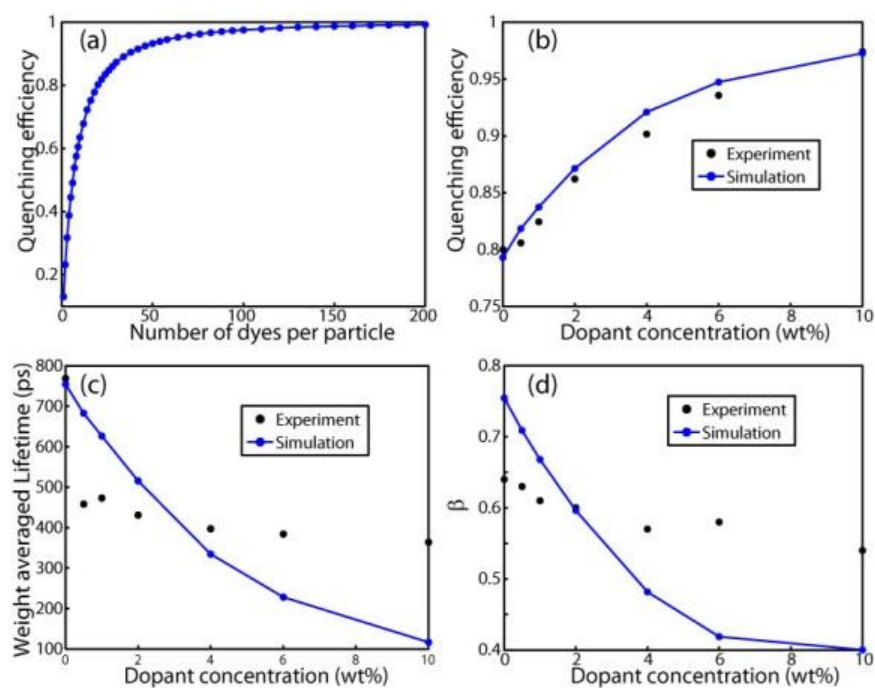 (a)
Quenching efficiency
1
0.8
0.6
0.4
0.2
0
50
100
150
200
Number of dyes per particle
(b)
Quenching efficiency
1
0.95
0.9
0.85
0.8
0.75
Experiment
Simulation
0
2
4
6
8
10
Dopant concentration (wt%)
(c)
Weight averaged Lifetime (ps)
800
700
600
500
400
300
200
100
Experiment
Simulation
0
2
4
6
8
10
Dopant concentration (wt%)
(d)
β
0.8
0.7
0.6
0.5
0.4
Experiment
Simulation
0
2
4
6
8
10
Dopant concentration (wt%)